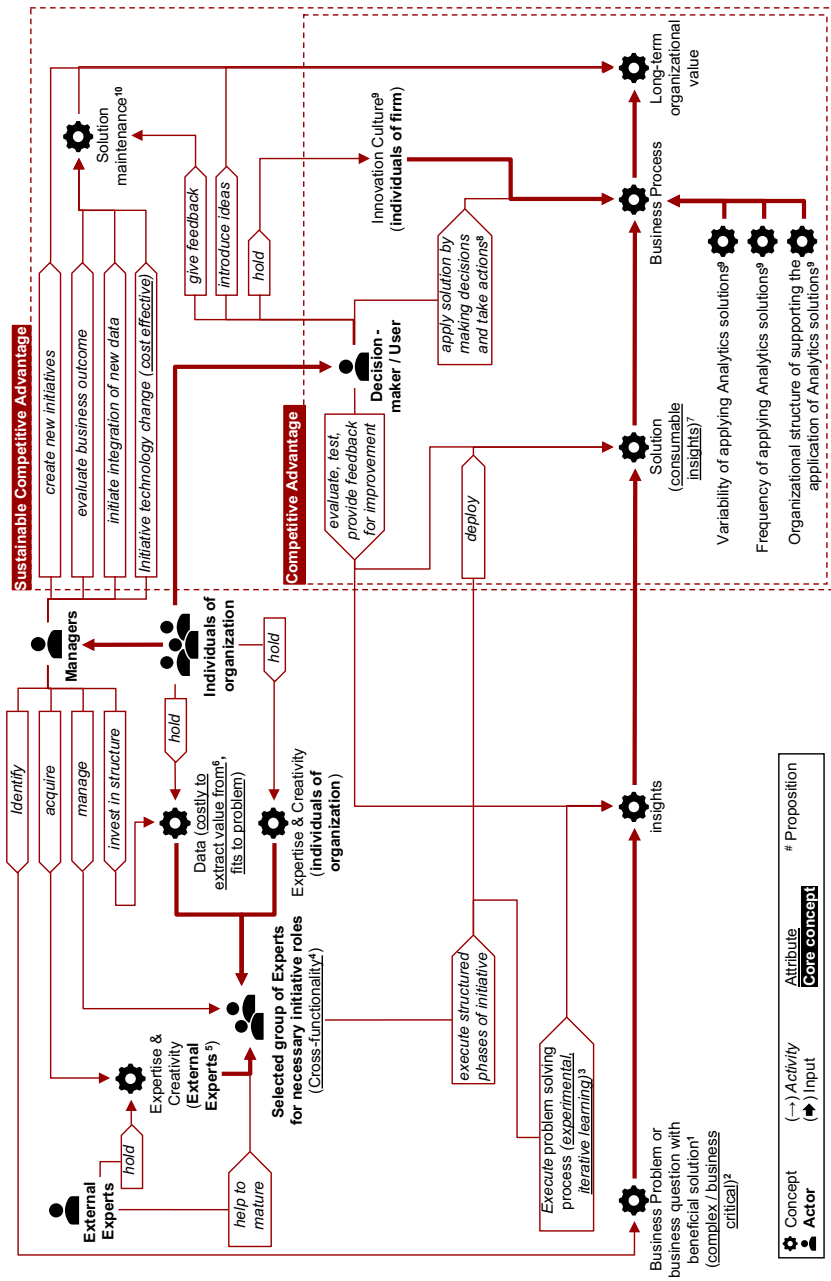 Sustainable Competitive Advantage
Competitive Advantage
Identify
acquire
manage
invest in structure
Managers
create new initiatives
evaluate business outcome
initiate integration of new data
Initiative technology change (cost effective)
Solution
maintenance¹⁰
External
Experts
hold
help to
mature
Expertise &
Creativity
(External
Experts ⁵)
Data (costly to
extract value from⁶,
fits to problem)
hold
Individuals of
organization
hold
Expertise & Creativity
(individuals of
organization)
Selected group of Experts
for necessary initiative roles
(Cross-functionality⁴)
Decision -
maker / User
give feedback
introduce ideas
hold
Innovation Culture⁹
(individuals of firm)
evaluate, test,
provide feedback
for improvement
apply solution by
making decisions
and take actions⁸
execute structured
phases of initiative
deploy
Execute problem solving
process (experimental,
iterative learning)³
Business Problem or
business question with
beneficial solution¹
(complex / business
critical)²
insights
Solution
(consumable
insights)⁷
Business Process
Long-term
organizational
value
Variability of applying Analytics solutions⁹
Frequency of applying Analytics solutions⁹
Organizational structure of supporting the
application of Analytics solutions⁹
Concept
Actor
(→) Activity
(➡) Input
Attribute
Core concept
# Proposition